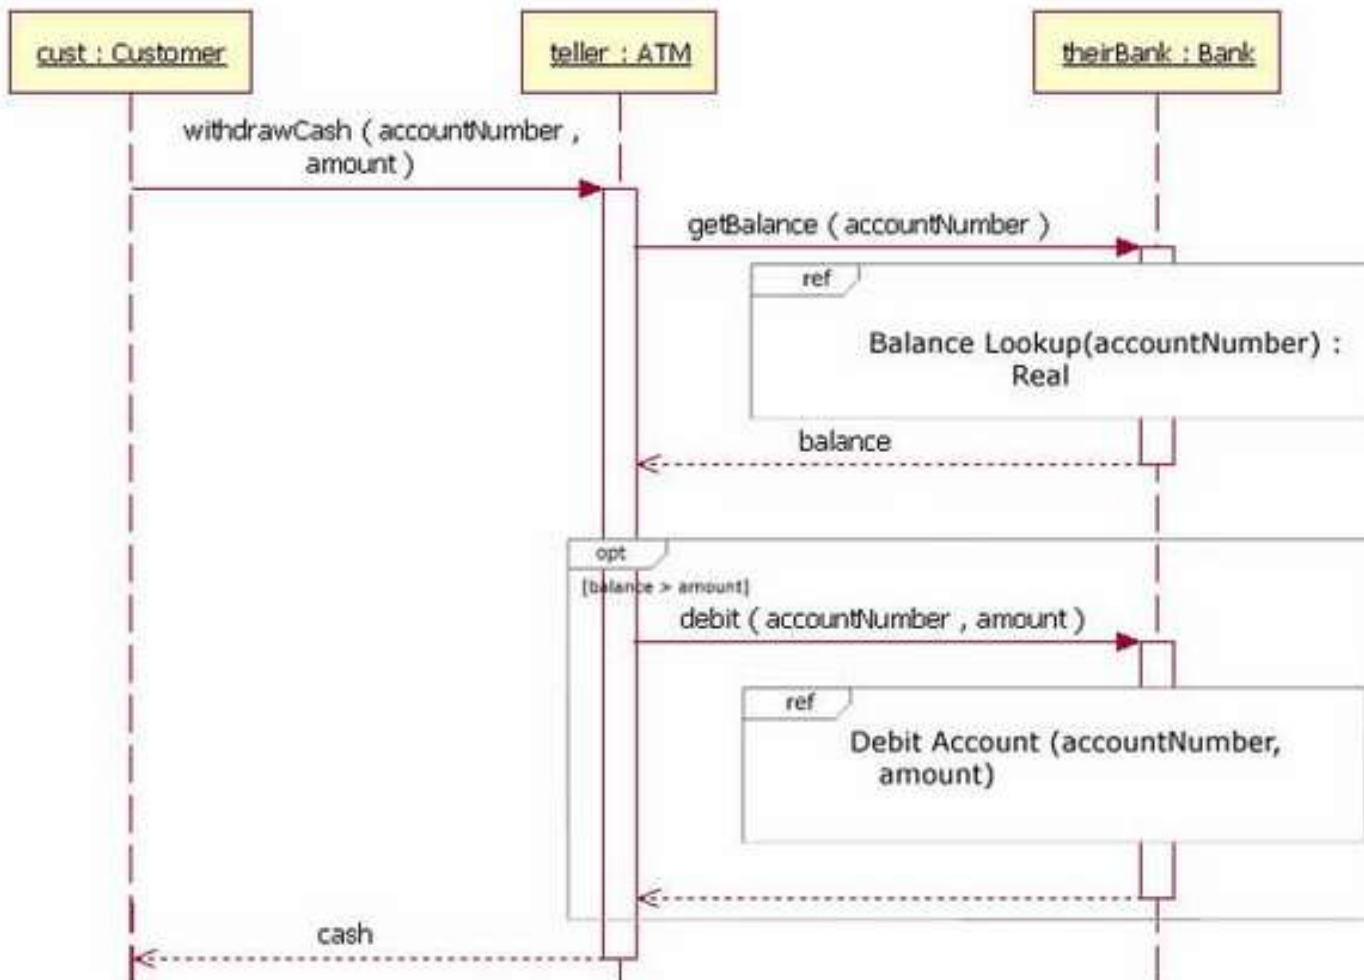 cust : Customer
teller : ATM
theirBank : Bank
withdrawCash ( accountNumber ,
amount )
getBalance ( accountNumber )
ref
Balance Lookup(accountNumber) :
Real
balance
opt
[balance > amount]
debit ( accountNumber , amount )
ref
Debit Account (accountNumber,
amount)
cash